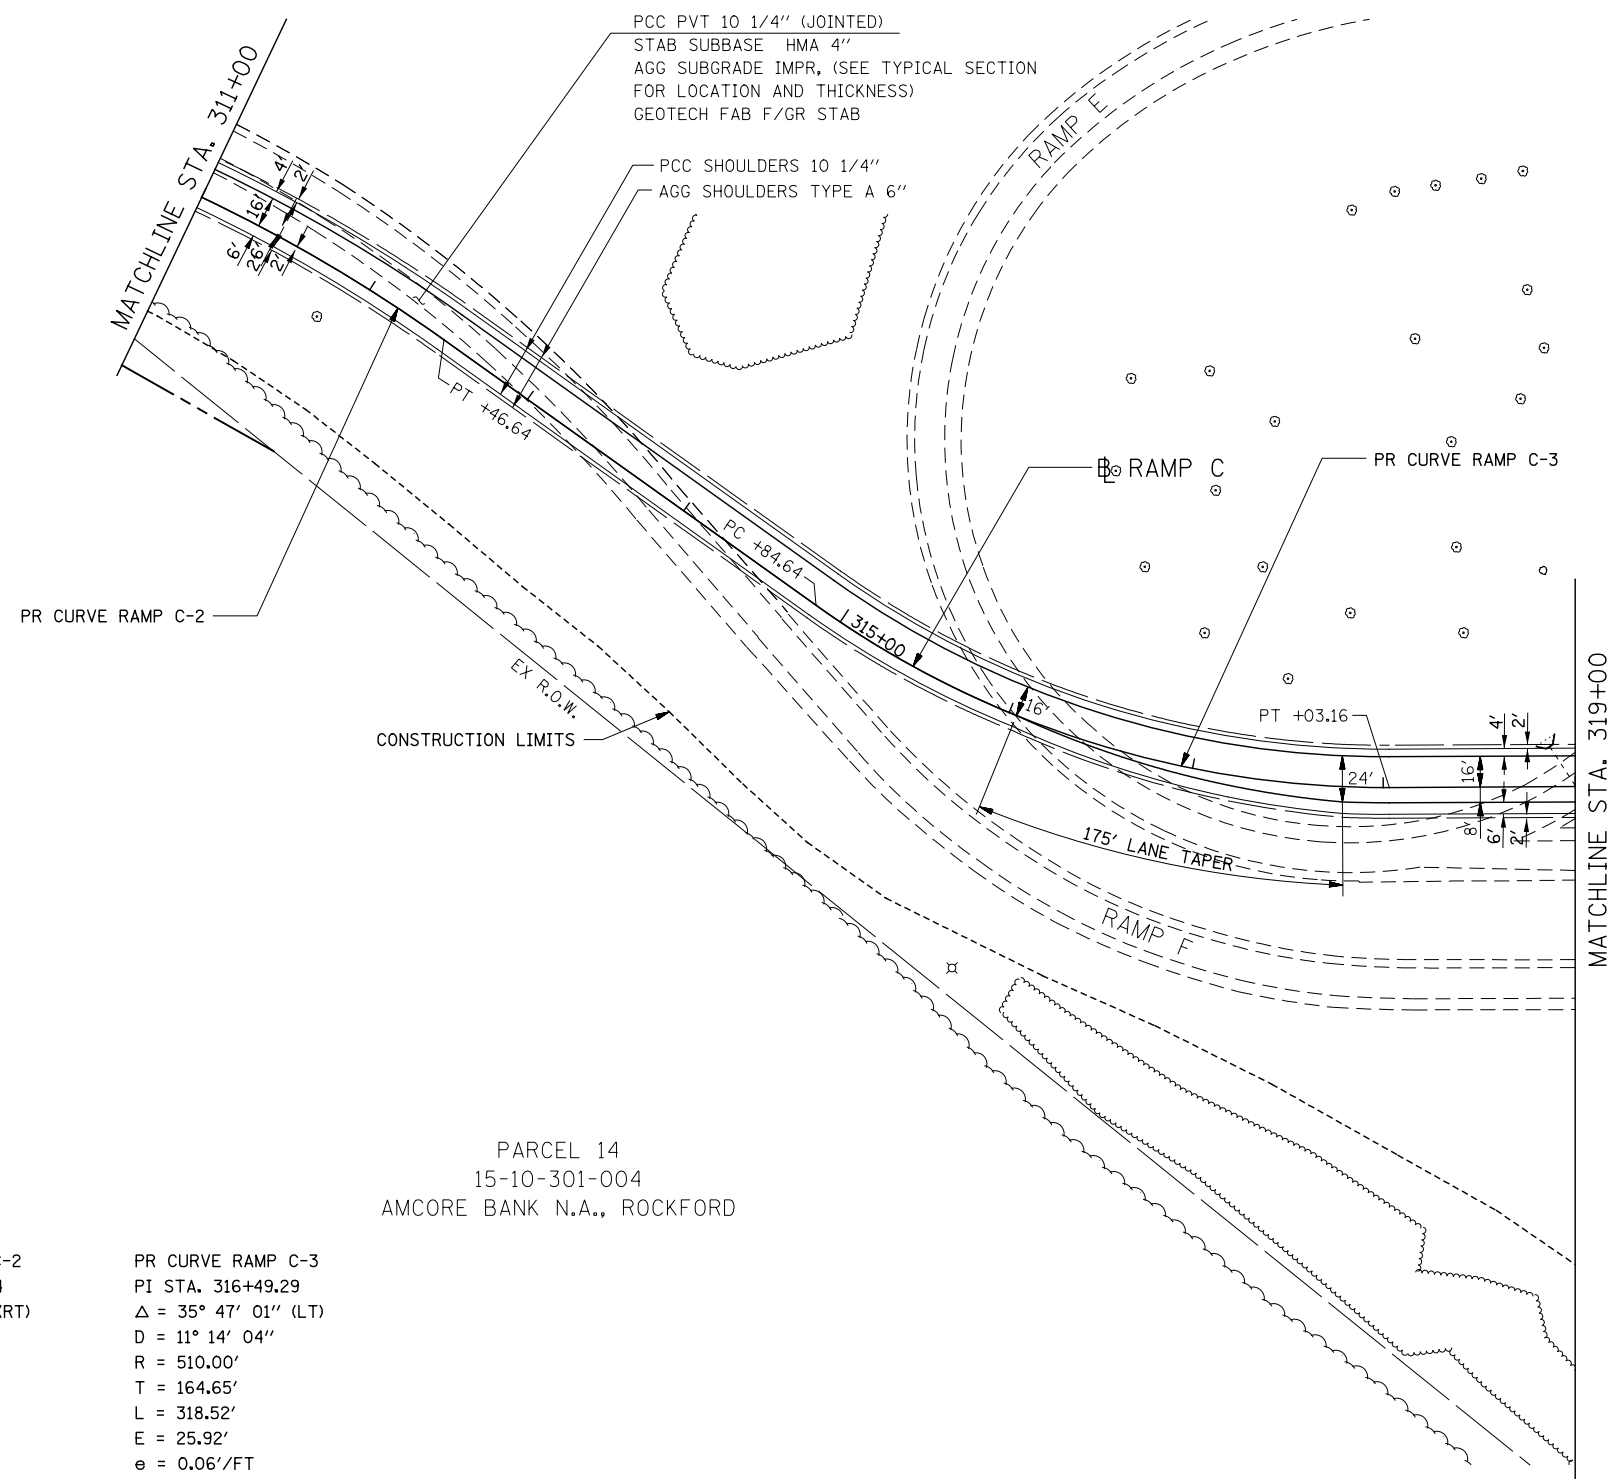 PCC PVT 10 1/4" (JOINTED)
STAB SUBBASE HMA 4"
AGG SUBGRADE IMPR, (SEE TYPICAL SECTION
FOR LOCATION AND THICKNESS)
GEOTECH FAB F/GR STAB
PCC SHOULDERS 10 1/4"
AGG SHOULDERS TYPE A 6"
MATCHLINE STA. 311+00
4'
2'
16'
6'
26'
2'
RAMP E
PT +46.64
BL RAMP C
PR CURVE RAMP C-3
PC +84.64
315+00
PR CURVE RAMP C-2
EX R.O.W.
CONSTRUCTION LIMITS
16'
PT +03.16
24'
4'
2'
16'
8'
6'
2'
175' LANE TAPER
RAMP F
MATCHLINE STA. 319+00
PARCEL 14
15-10-301-004
AMCORE BANK N.A., ROCKFORD
-2
4
(RT)
PR CURVE RAMP C-3
PI STA. 316+49.29
Δ = 35° 47' 01" (LT)
D = 11° 14' 04"
R = 510.00'
T = 164.65'
L = 318.52'
E = 25.92'
e = 0.06'/FT